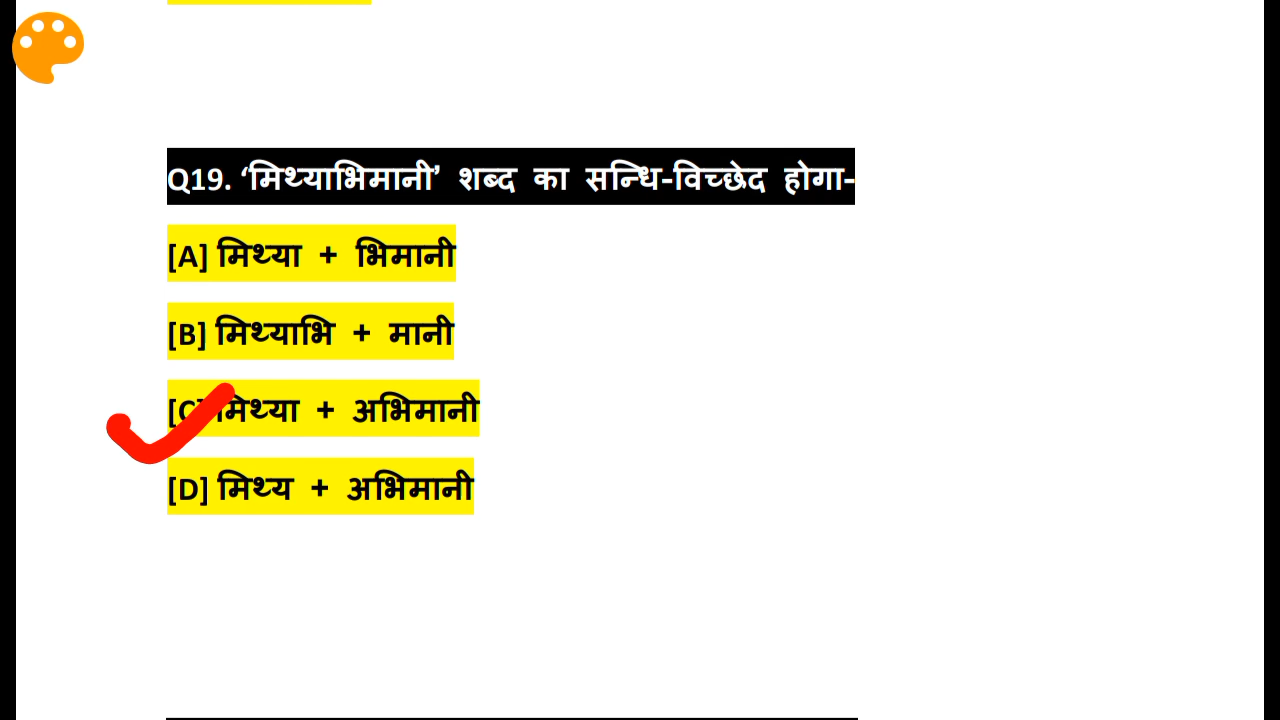 Q19. ‘मिथ्याभिमानी’ शब्द का सन्धि-विच्छेद होगा-
[A] मिथ्या + भिमानी
[B] मिथ्याभि + मानी
[C] मिथ्या + अभिमानी
[D] मिथ्य + अभिमानी